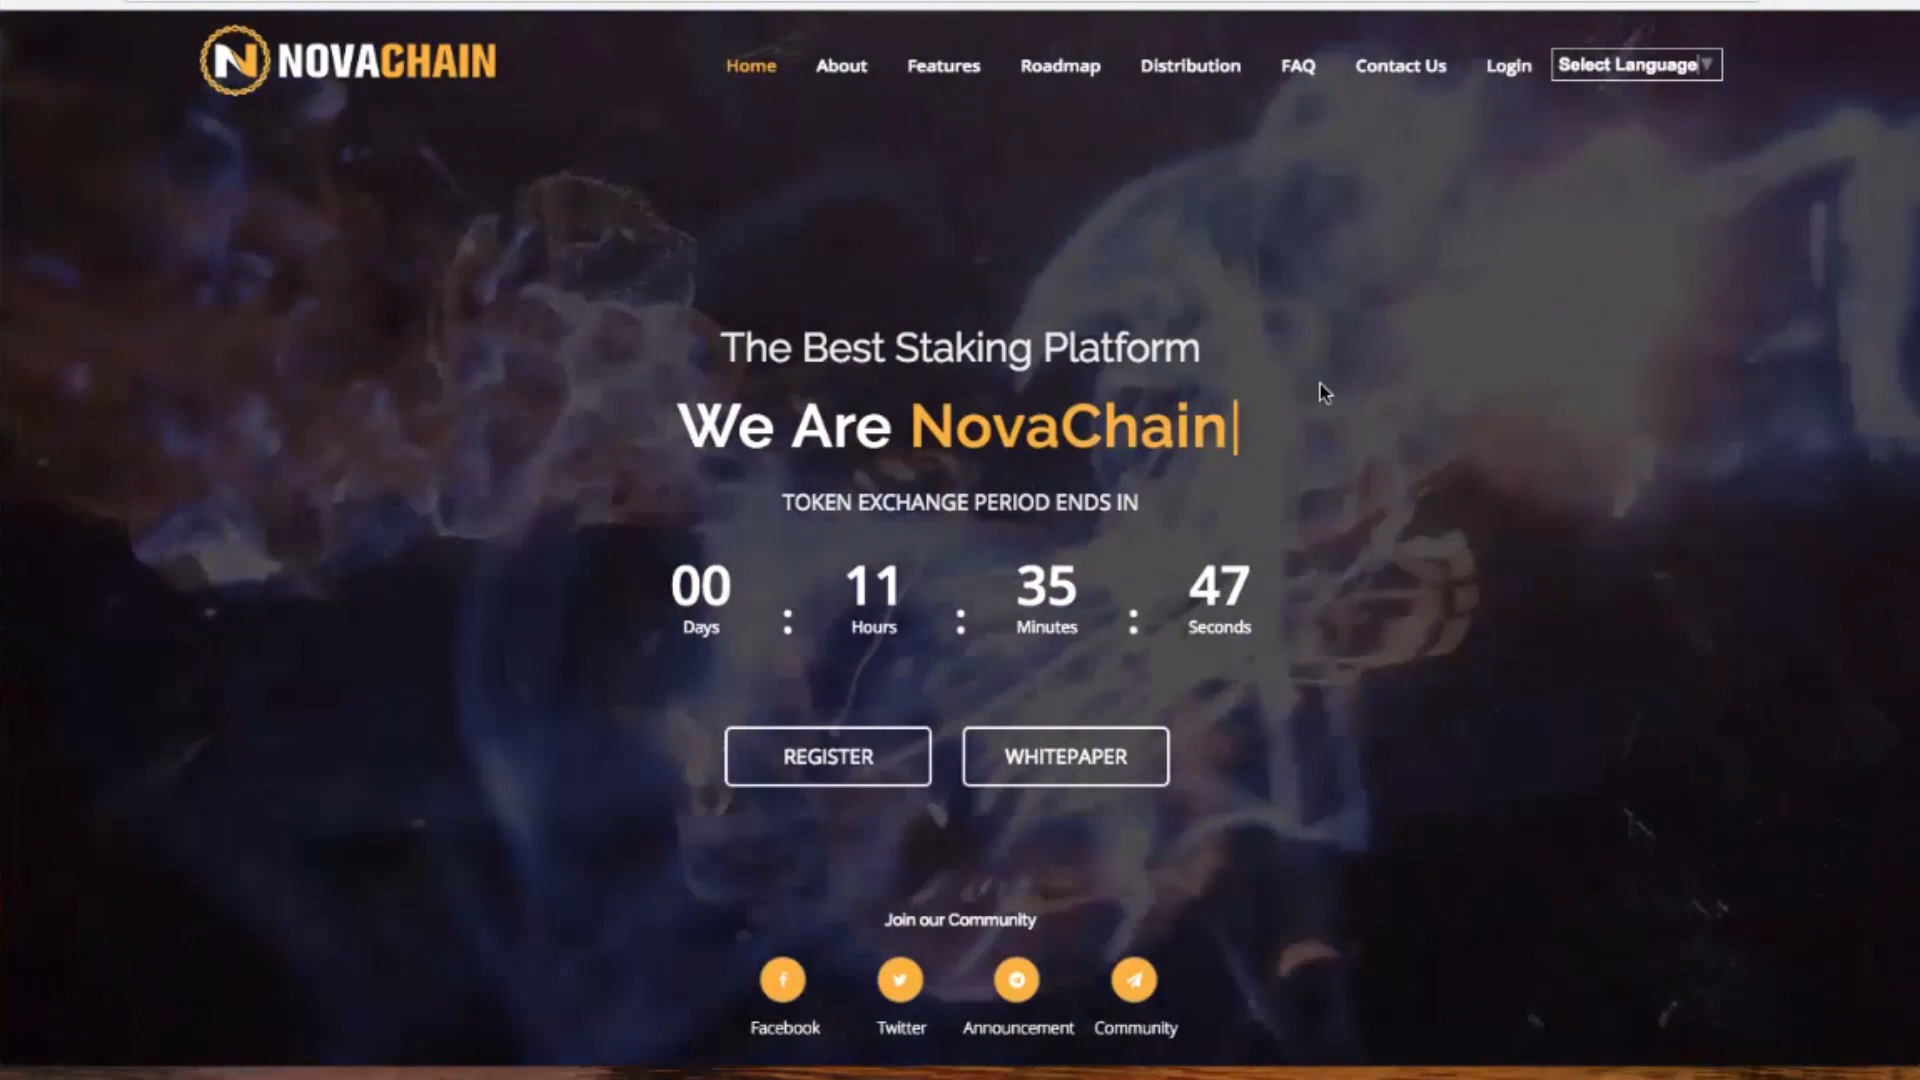 NOVACHAIN
Home About Features Roadmap Distribution FAQ Contact Us Login Select Language
The Best Staking Platform
We Are NovaChain
TOKEN EXCHANGE PERIOD ENDS IN
00 : 11 : 35 : 47
Days Hours Minutes Seconds
REGISTER WHITEPAPER
Join our Community
Facebook Twitter Announcement Community